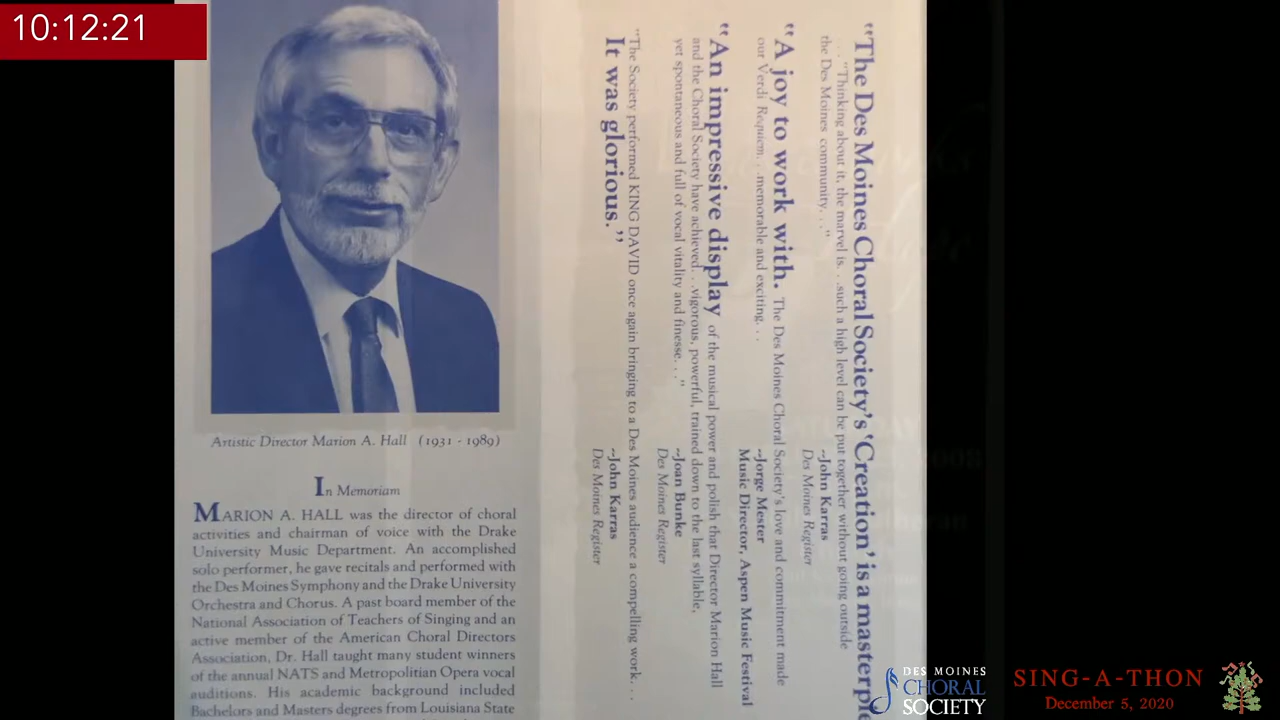 10:12:21
Artistic Director Marion A. Hall (1931 - 1989)
In Memoriam
MARION A. HALL was the director of choral
activities and chairman of voice with the Drake
University Music Department. An accomplished
solo performer, he gave recitals and performed with
the Des Moines Symphony and the Drake University
Orchestra and Chorus. A past board member of the
National Association of Teachers of Singing and an
active member of the American Choral Directors
Association, Dr. Hall taught many student winners
of the annual NATS and Metropolitan Opera vocal
auditions. His academic background included
Bachelors and Masters degrees from Louisiana State
"The Des Moines Choral Society's 'Creation' is a masterpie
. . . "Thinking about it, the marvel is. . .such a high level can be put together without going outside
the Des Moines community. . ."
--John Karras
Des Moines Register
"A joy to work with. The Des Moines Choral Society's love and commitment made
our Verdi Requiem. . .memorable and exciting. . .
--Jorge Mester
Music Director, Aspen Music Festival
"An impressive display of the musical power and polish that Director Marion Hall
and the Choral Society have achieved. . .vigorous, powerful, trained down to the last syllable,
yet spontaneous and full of vocal vitality and finesse. . ."
--Joan Bunke
Des Moines Register
"The Society performed KING DAVID once again bringing to a Des Moines audience a compelling work. . .
It was glorious."
--John Karras
Des Moines Register
DES MOINES
CHORAL
SOCIETY
SING-A-THON
December 5, 2020